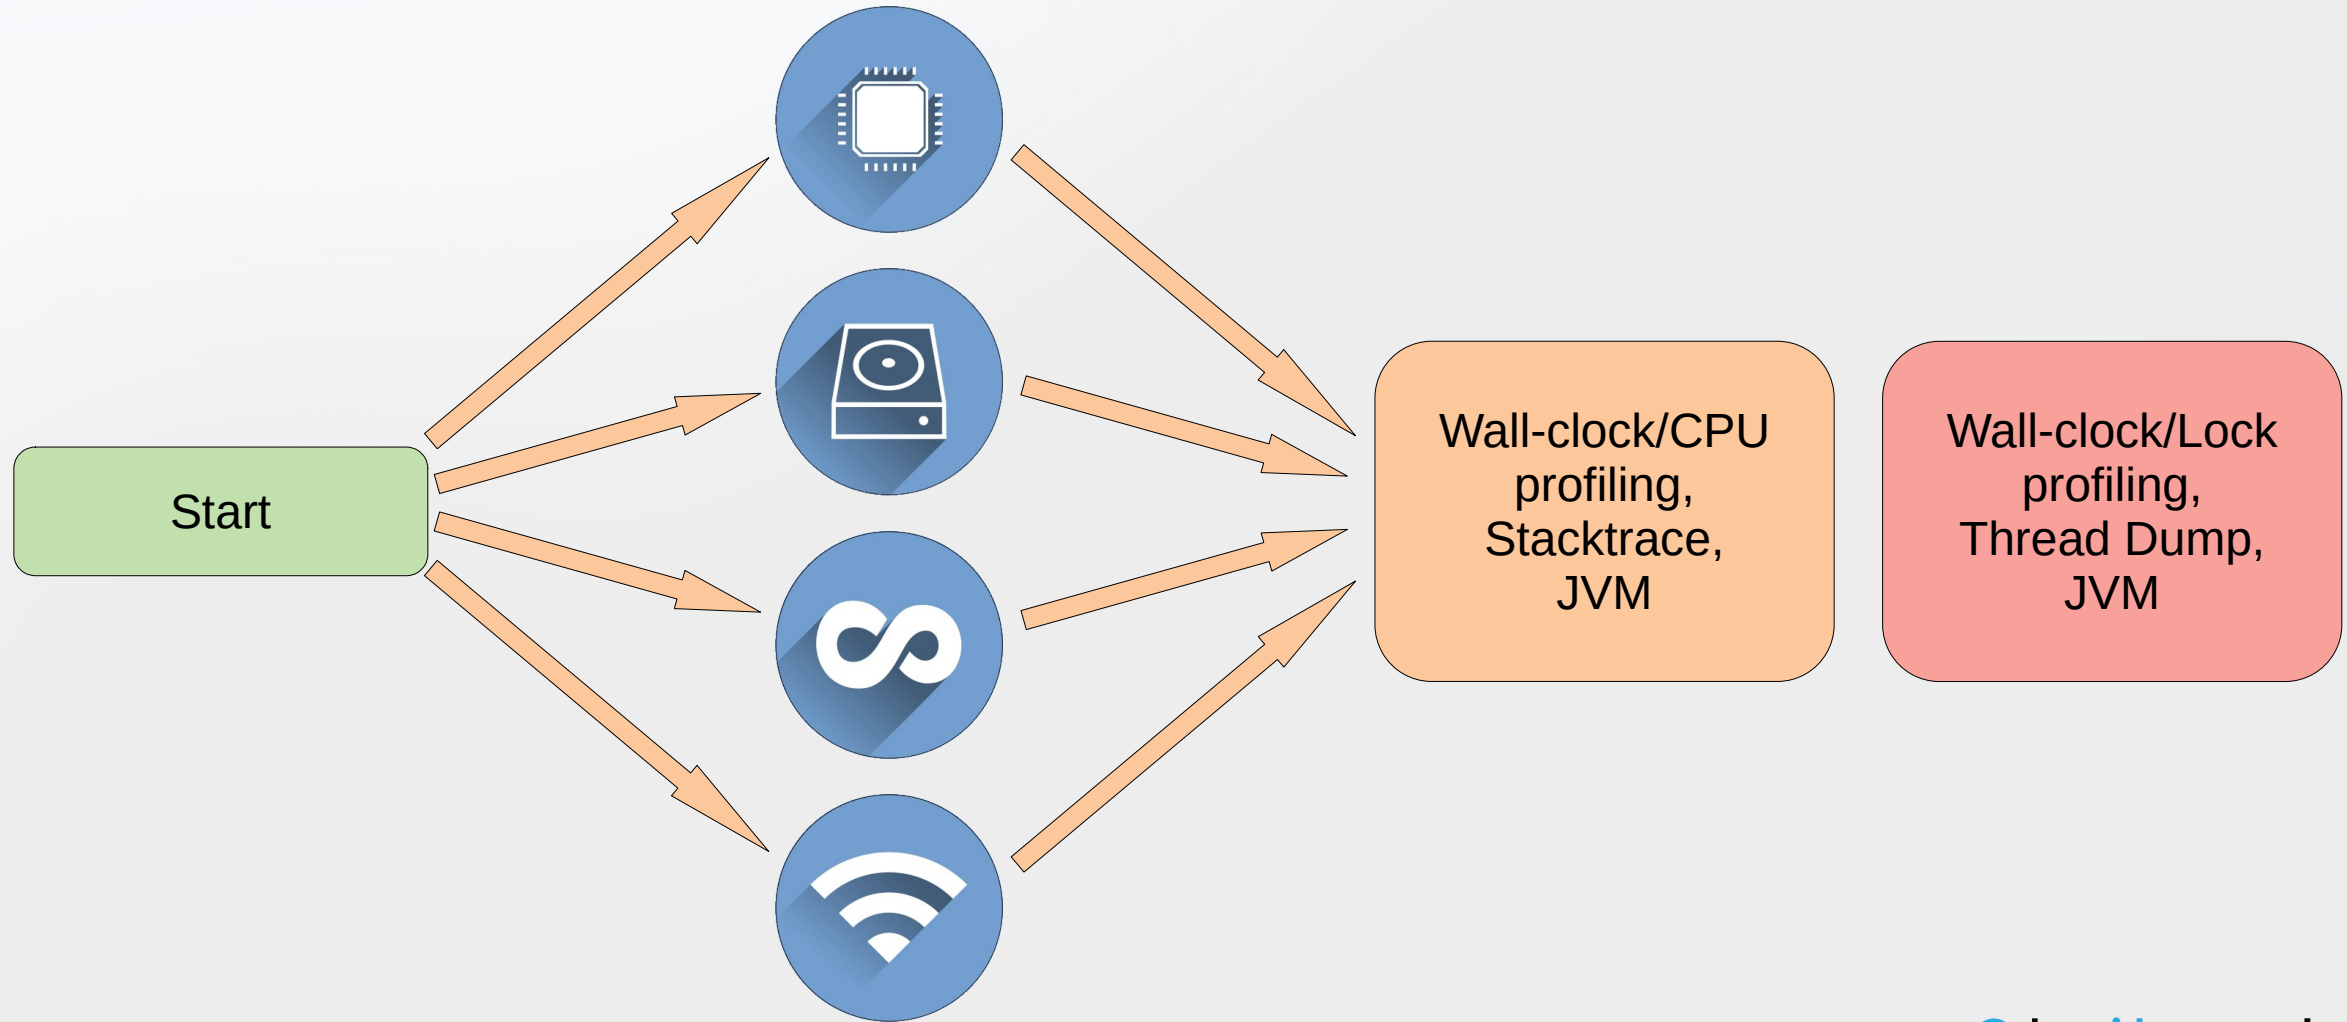 Start
Wall-clock/CPU
profiling,
Stacktrace,
JVM
Wall-clock/Lock
profiling,
Thread Dump,
JVM